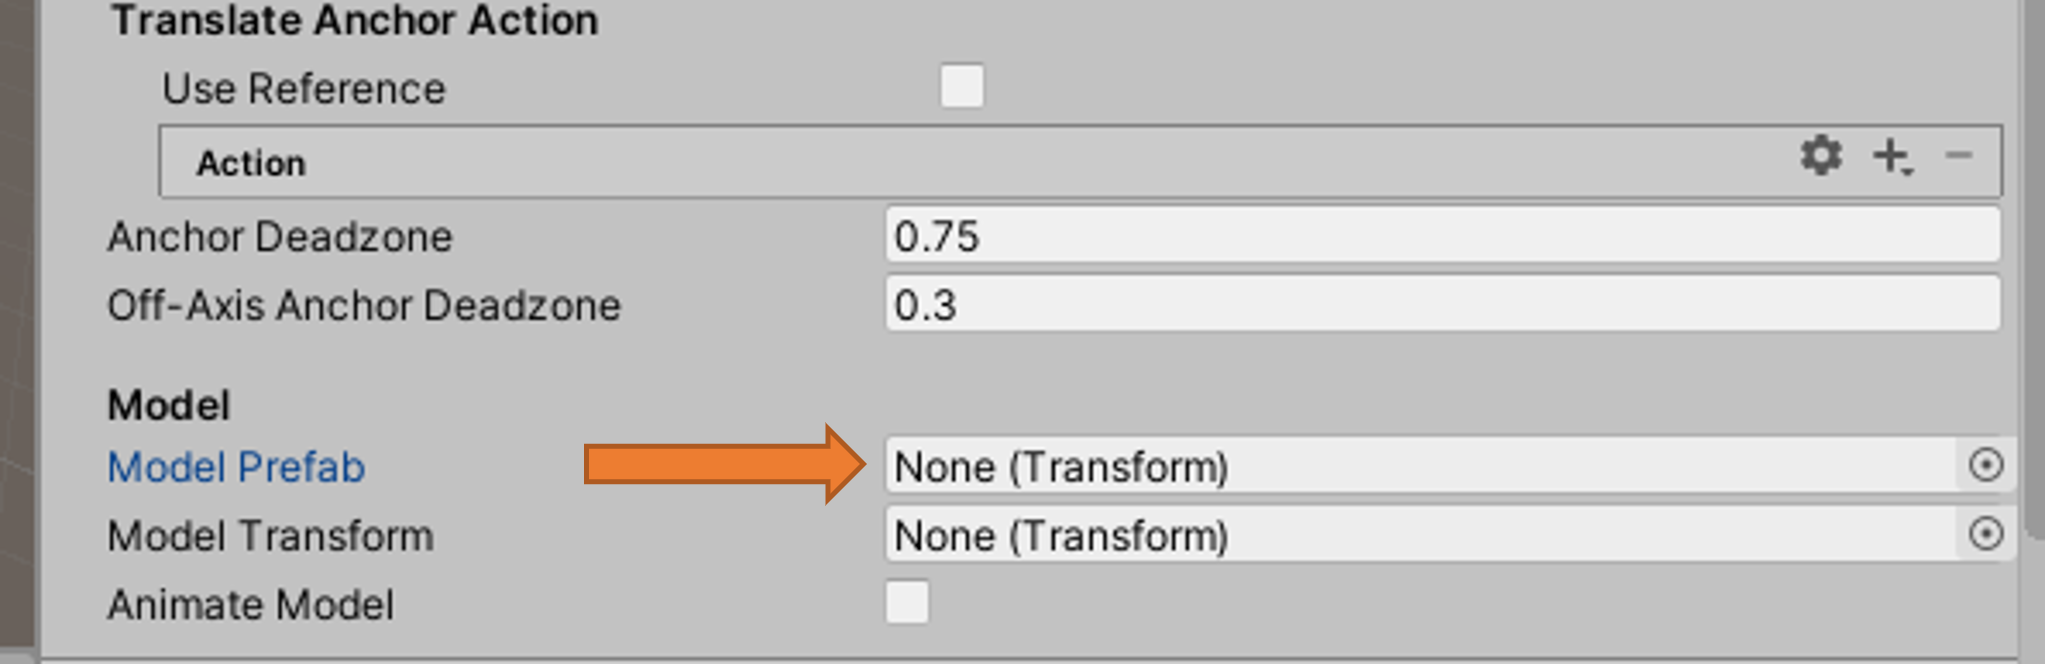 Translate Anchor Action
Use Reference
Action
Anchor Deadzone 0.75
Off-Axis Anchor Deadzone 0.3
Model
Model Prefab None (Transform)
Model Transform None (Transform)
Animate Model